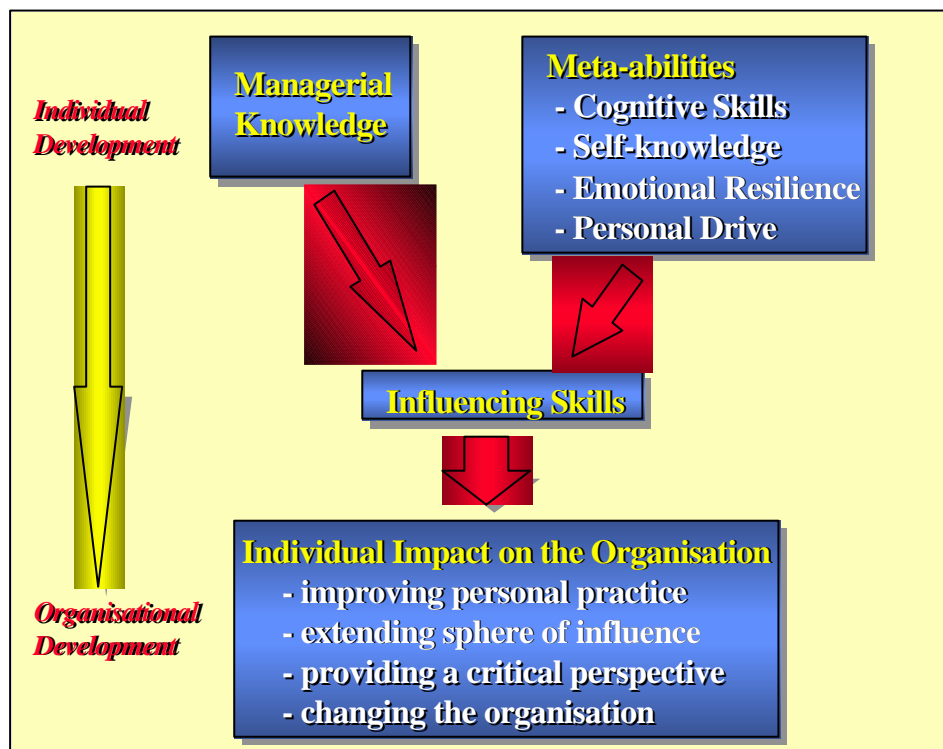 Individual
Development
Managerial
Knowledge
Meta-abilities
- Cognitive Skills
- Self-knowledge
- Emotional Resilience
- Personal Drive
Influencing Skills
Individual Impact on the Organisation
- improving personal practice
- extending sphere of influence
- providing a critical perspective
- changing the organisation
Organisational
Development